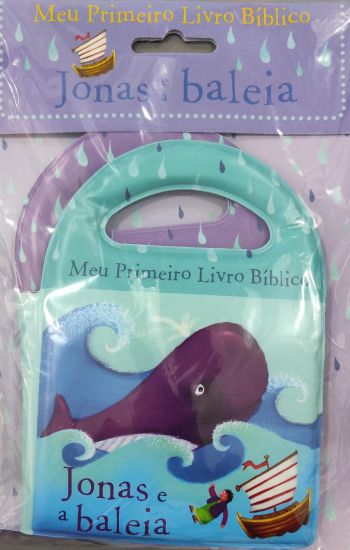 Meu Primeiro Livro Bíblico
Jonas e a baleia
Meu Primeiro Livro Bíblico
Jonas e
a baleia